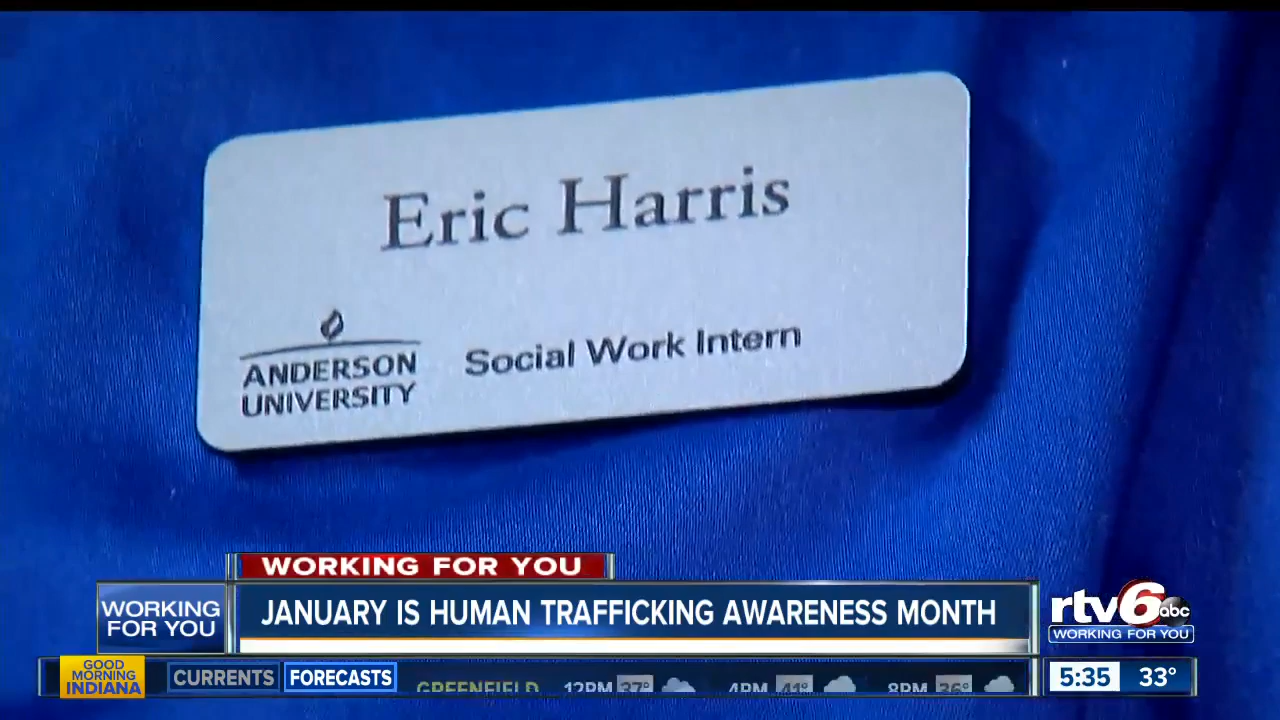 Eric Harris
ANDERSON
UNIVERSITY
Social Work Intern
WORKING FOR YOU
WORKING
FOR YOU
JANUARY IS HUMAN TRAFFICKING AWARENESS MONTH
rtv6 abc
WORKING FOR YOU
GOOD
MORNING
INDIANA
CURRENTS
FORECASTS
GREENFIELD 12PM 37° 4PM 41° 8PM 36°
5:35 33°